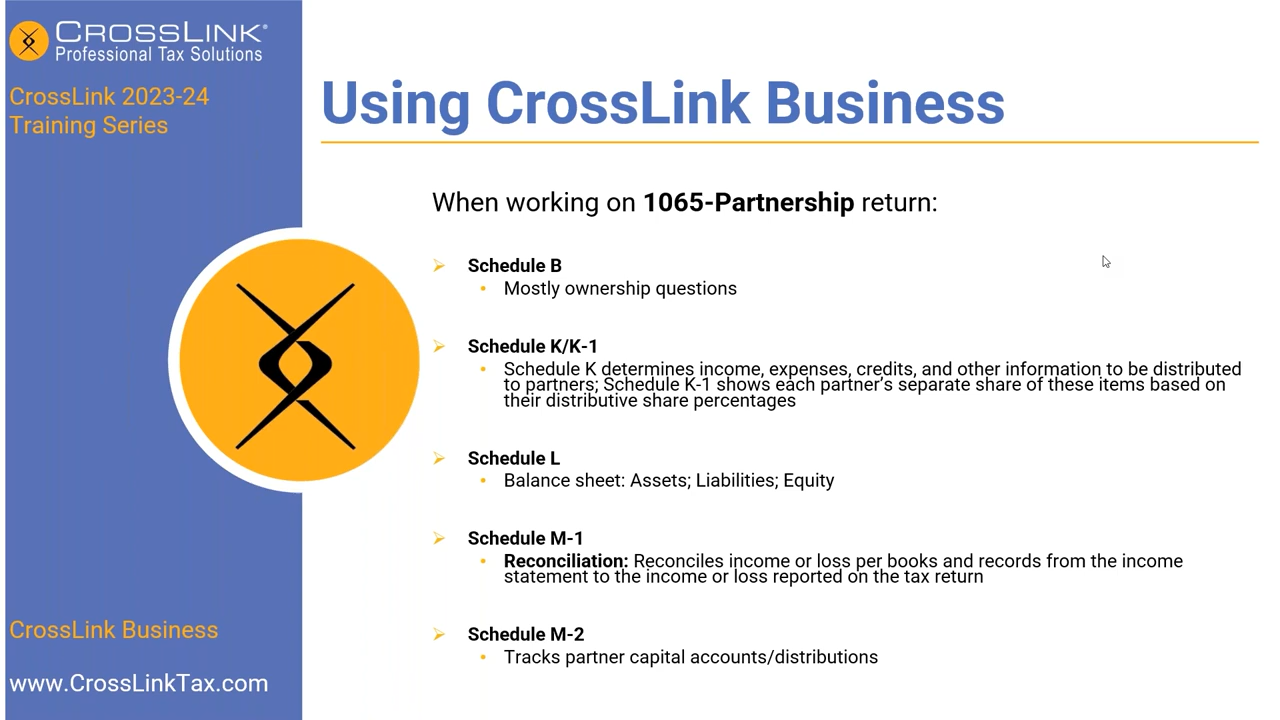 CROSSLINK®
Professional Tax Solutions
CrossLink 2023-24
Training Series
Using CrossLink Business
When working on 1065-Partnership return:
Schedule B
Mostly ownership questions
Schedule K/K-1
Schedule K determines income, expenses, credits, and other information to be distributed
to partners; Schedule K-1 shows each partner’s separate share of these items based on
their distributive share percentages
Schedule L
Balance sheet: Assets; Liabilities; Equity
Schedule M-1
Reconciliation: Reconciles income or loss per books and records from the income
statement to the income or loss reported on the tax return
Schedule M-2
Tracks partner capital accounts/distributions
CrossLink Business
www.CrossLinkTax.com